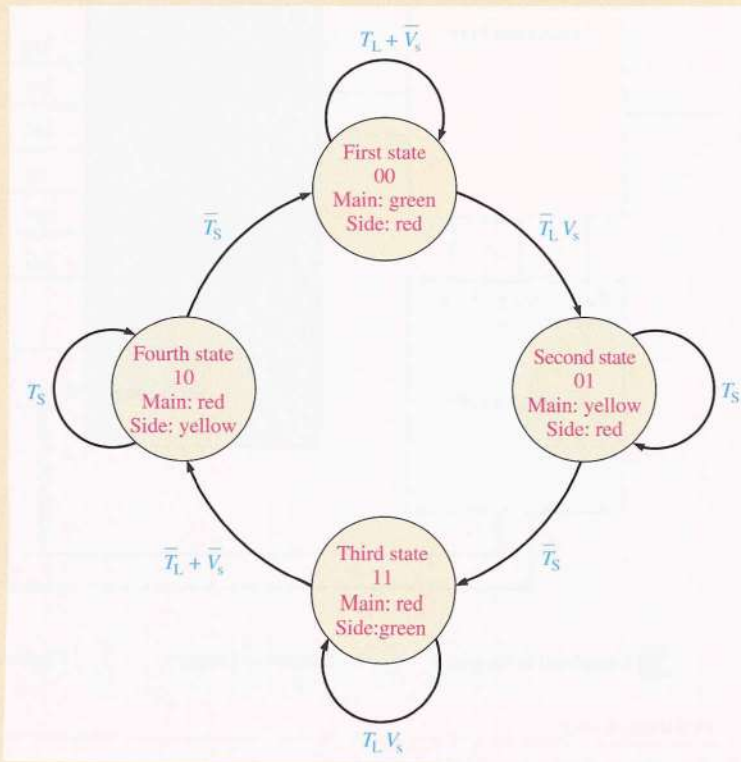 T_L + V̅_s
First state
00
Main: green
Side: red
T̅_S
T̅_L V_s
Fourth state
10
Main: red
Side: yellow
T_S
Second state
01
Main: yellow
Side: red
T_S
T̅_L + V̅_s
T̅_S
Third state
11
Main: red
Side:green
T_L V_s